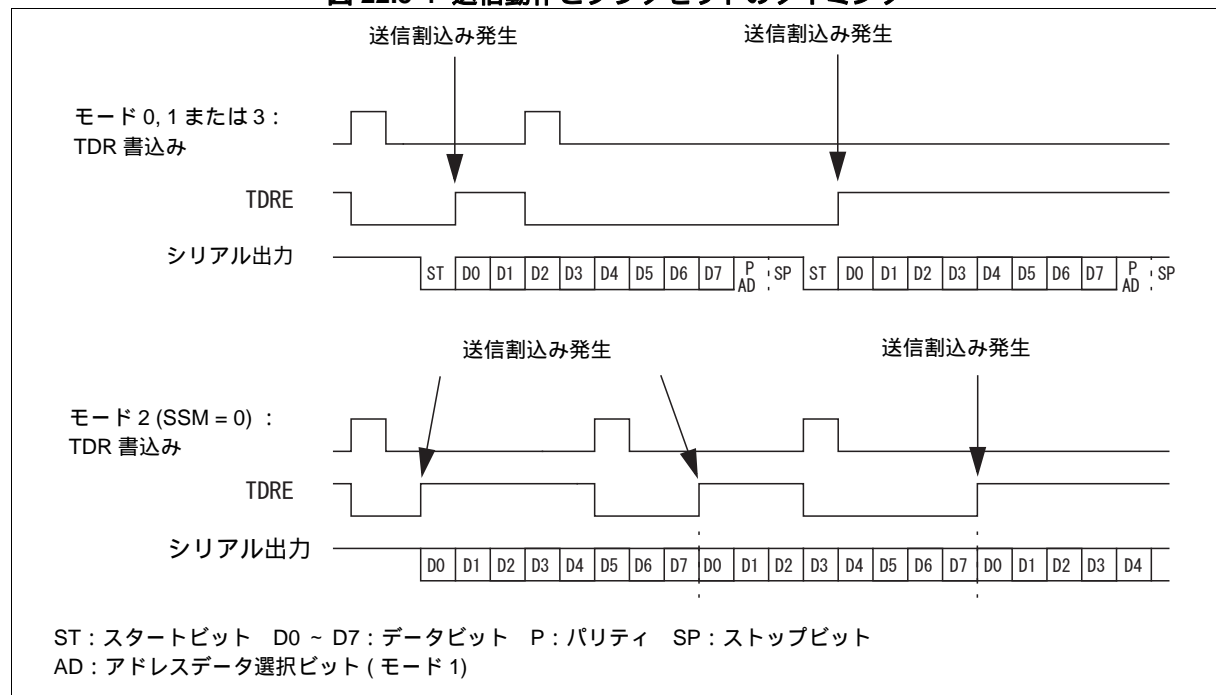 送信割込み発生 送信割込み発生
モード 0, 1 または 3 :
TDR 書込み
TDRE
シリアル出力
ST D0 D1 D2 D3 D4 D5 D6 D7 P AD SP ST D0 D1 D2 D3 D4 D5 D6 D7 P AD SP
送信割込み発生 送信割込み発生
モード 2 (SSM = 0) :
TDR 書込み
TDRE
シリアル出力
D0 D1 D2 D3 D4 D5 D6 D7 D0 D1 D2 D3 D4 D5 D6 D7 D0 D1 D2 D3 D4
ST : スタートビット D0 ~ D7 : データビット P : パリティ SP : ストップビット
AD : アドレスデータ選択ビット ( モード 1)